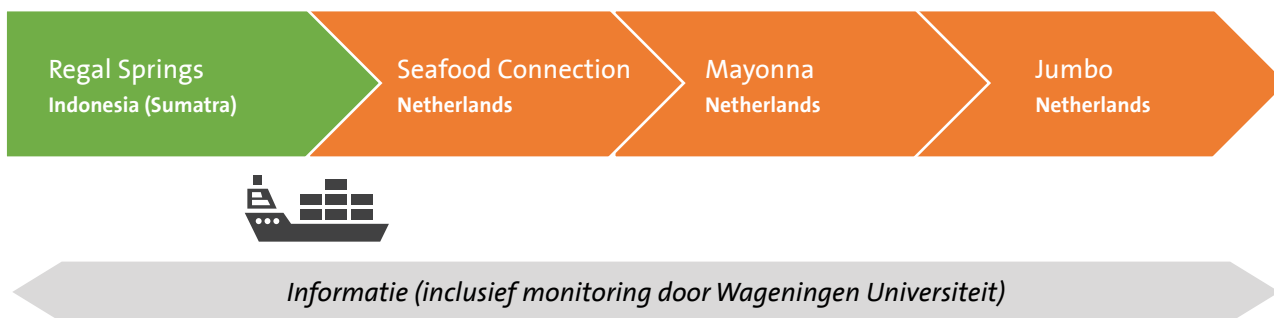 Regal Springs
Indonesia (Sumatra)
Seafood Connection
Netherlands
Mayonna
Netherlands
Jumbo
Netherlands
Informatie (inclusief monitoring door Wageningen Universiteit)